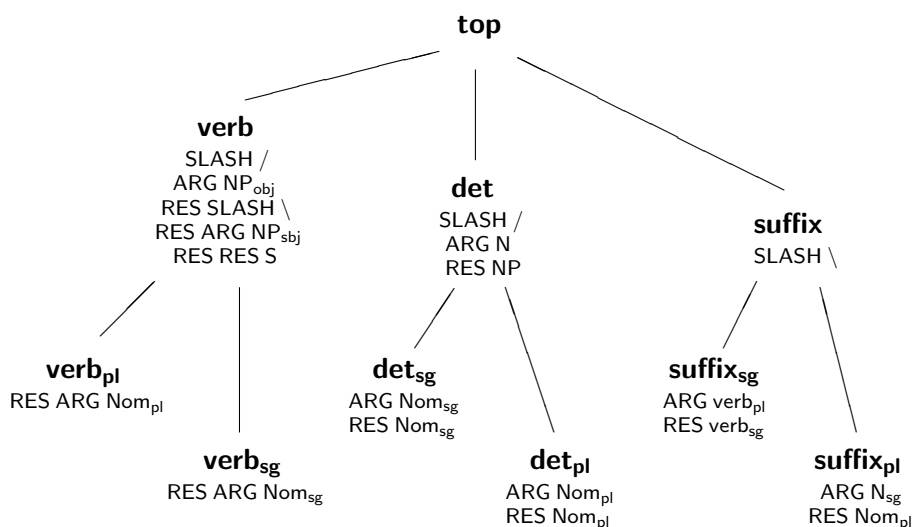 top
verb
SLASH /
ARG NP_obj
RES SLASH \
RES ARG NP_sbj
RES RES S
det
SLASH /
ARG N
RES NP
suffix
SLASH \
verb_pl
RES ARG Nom_pl
verb_sg
RES ARG Nom_sg
det_sg
ARG Nom_sg
RES Nom_sg
det_pl
ARG Nom_pl
RES Nom_pl
suffix_sg
ARG verb_pl
RES verb_sg
suffix_pl
ARG N_sg
RES Nom_pl